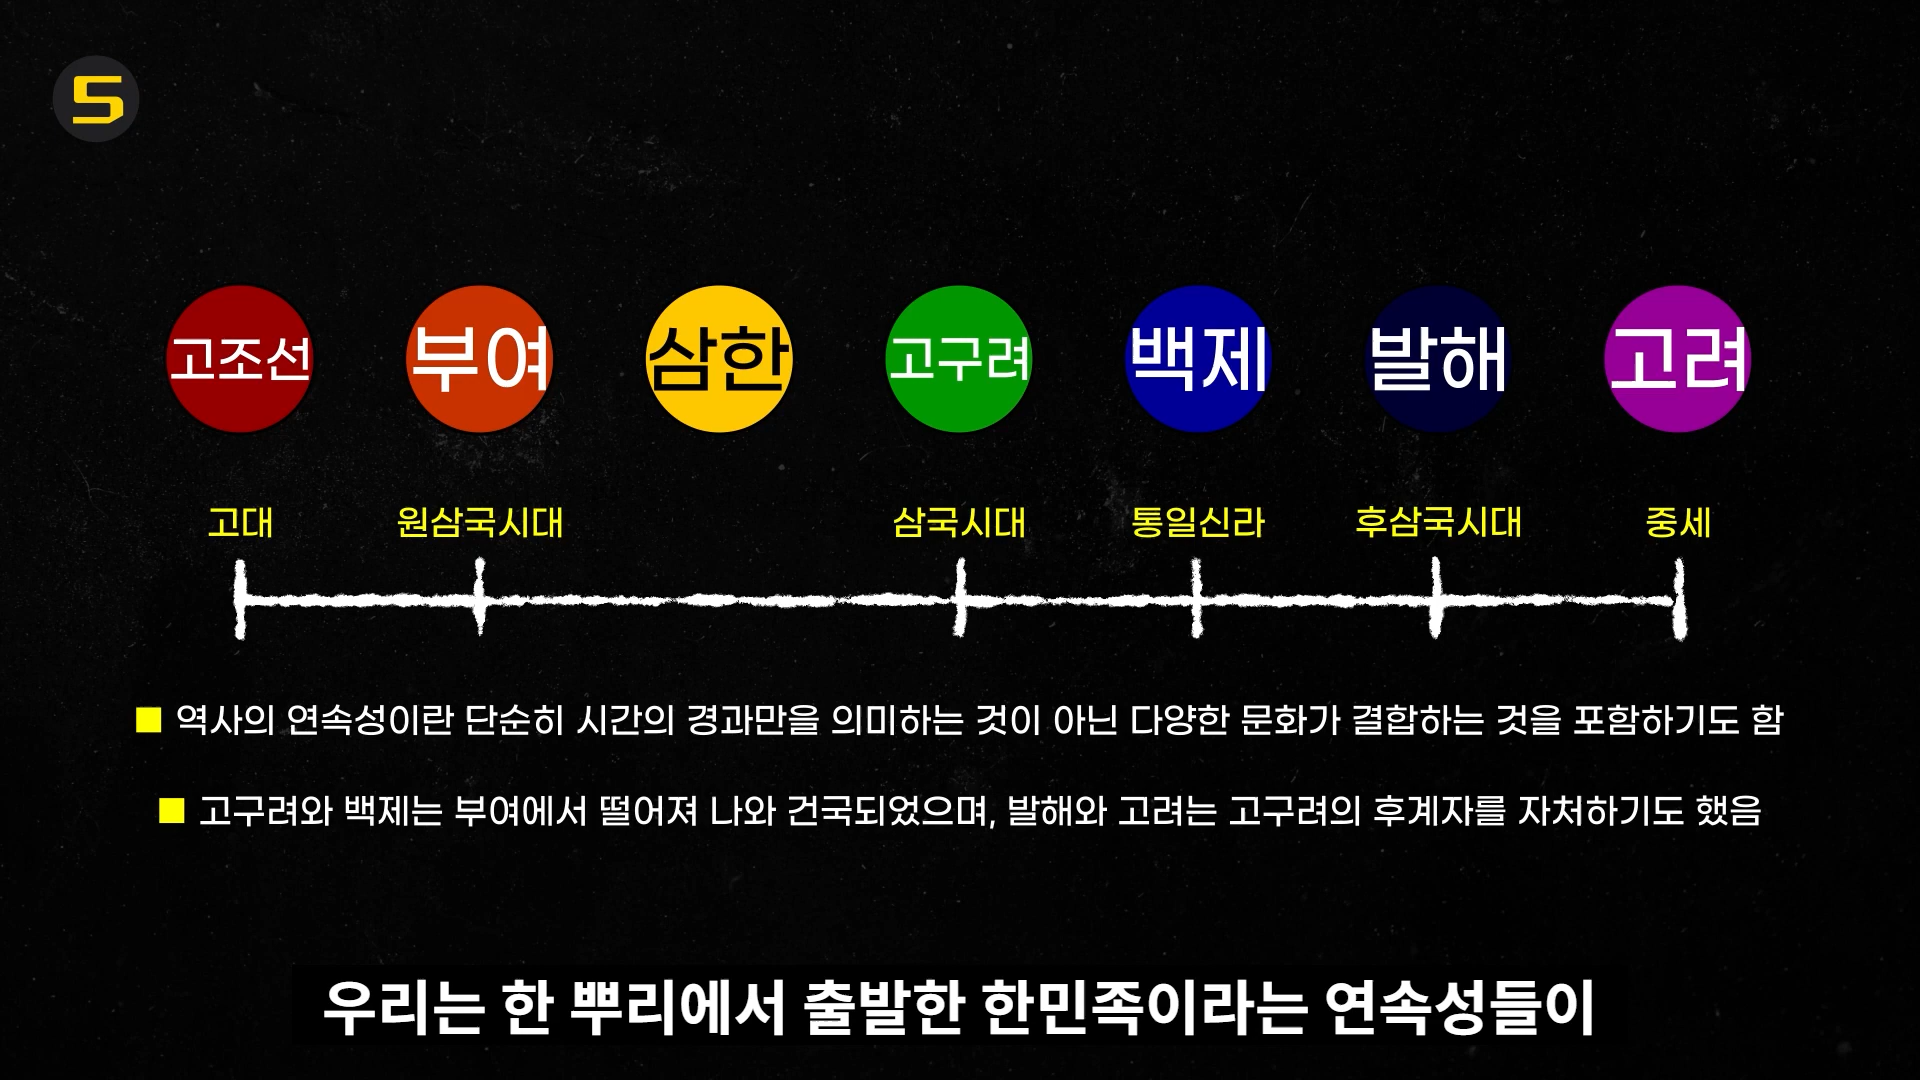 5
고조선 부여 삼한 고구려 백제 발해 고려
고대 원삼국시대 삼국시대 통일신라 후삼국시대 중세
■ 역사의 연속성이란 단순히 시간의 경과만을 의미하는 것이 아닌 다양한 문화가 결합하는 것을 포함하기도 함
■ 고구려와 백제는 부여에서 떨어져 나와 건국되었으며, 발해와 고려는 고구려의 후계자를 자처하기도 했음
우리는 한 뿌리에서 출발한 한민족이라는 연속성들이